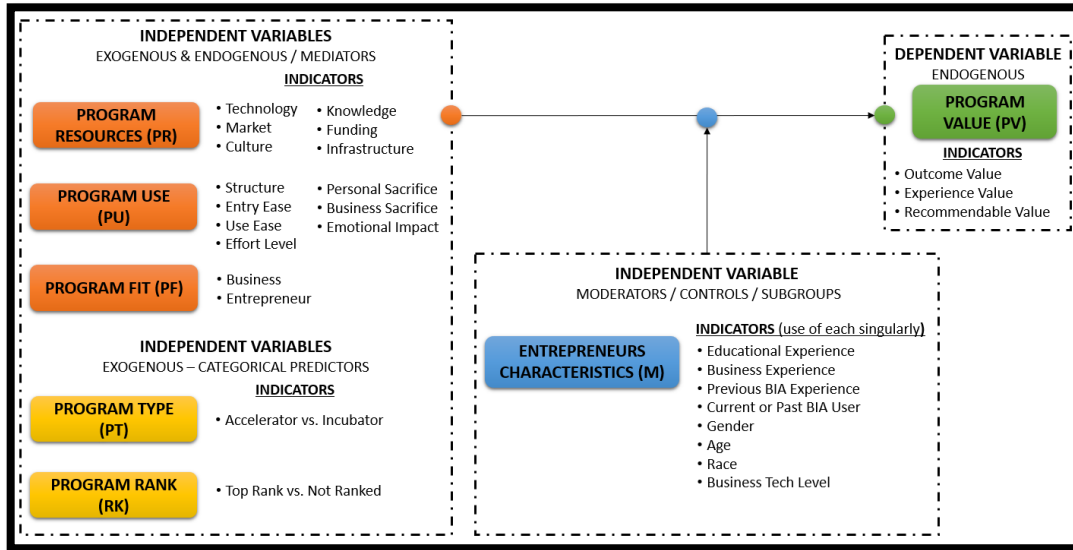 INDEPENDENT VARIABLES
EXOGENOUS & ENDOGENOUS / MEDIATORS
INDICATORS
PROGRAM
RESOURCES (PR)
• Technology
• Market
• Culture
• Knowledge
• Funding
• Infrastructure
PROGRAM USE
(PU)
• Structure
• Entry Ease
• Use Ease
• Effort Level
• Personal Sacrifice
• Business Sacrifice
• Emotional Impact
PROGRAM FIT (PF)
• Business
• Entrepreneur
INDEPENDENT VARIABLES
EXOGENOUS – CATEGORICAL PREDICTORS
INDICATORS
PROGRAM TYPE
(PT)
• Accelerator vs. Incubator
PROGRAM RANK
(RK)
• Top Rank vs. Not Ranked
INDEPENDENT VARIABLE
MODERATORS / CONTROLS / SUBGROUPS
ENTREPRENEURS
CHARACTERISTICS (M)
INDICATORS (use of each singularly)
• Educational Experience
• Business Experience
• Previous BIA Experience
• Current or Past BIA User
• Gender
• Age
• Race
• Business Tech Level
DEPENDENT VARIABLE
ENDOGENOUS
PROGRAM
VALUE (PV)
INDICATORS
• Outcome Value
• Experience Value
• Recommendable Value